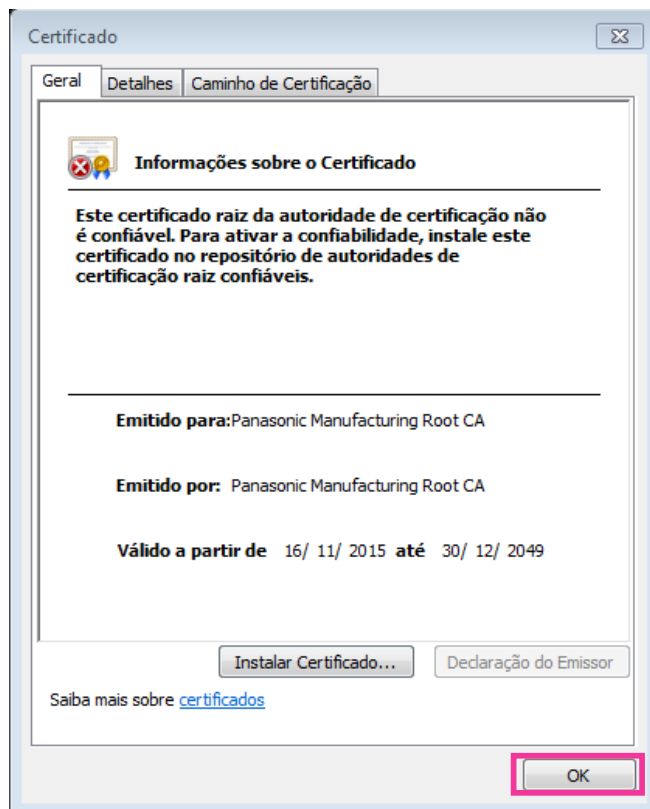 Certificado
Geral
Detalhes
Caminho de Certificação
Informações sobre o Certificado
Este certificado raiz da autoridade de certificação não
é confiável. Para ativar a confiabilidade, instale este
certificado no repositório de autoridades de
certificação raiz confiáveis.
Emitido para:Panasonic Manufacturing Root CA
Emitido por: Panasonic Manufacturing Root CA
Válido a partir de 16/ 11/ 2015 até 30/ 12/ 2049
Instalar Certificado...
Declaração do Emissor
Saiba mais sobre certificados
OK